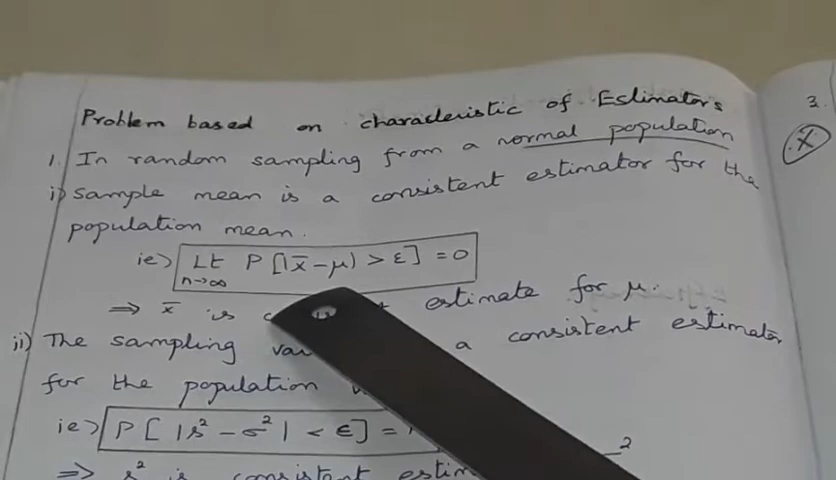 Problem based on characteristic of Estimators
1. In random sampling from a normal population
i) Sample mean is a consistent estimator for the
population mean.
ie) Lt n→∞ P[|x̄-μ) > ε] = 0
⇒ x̄ is estimate for μ.
ii) The sampling a consistent estimator
for the population
ie) P[ |s² - σ² | < ε] =
⇒ s² is consistent
2
3.
X